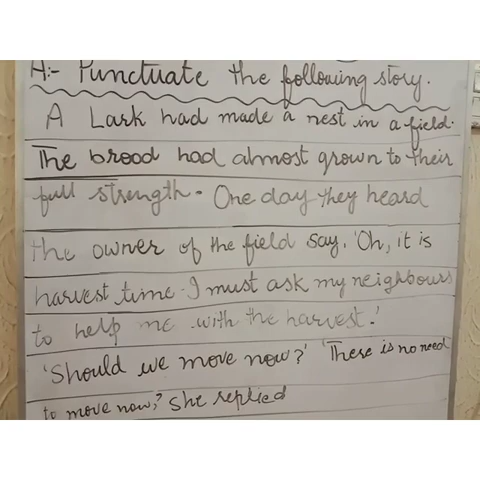 A:- Punctuate the following story.
A Lark had made a nest in a field.
The brood had almost grown to their
full strength. One day they heard
the owner of the field say. 'Oh, it is
harvest time. I must ask my neighbours
to help me with the harvest.'
'Should we move now?' 'There is no need
to move now,' She replied